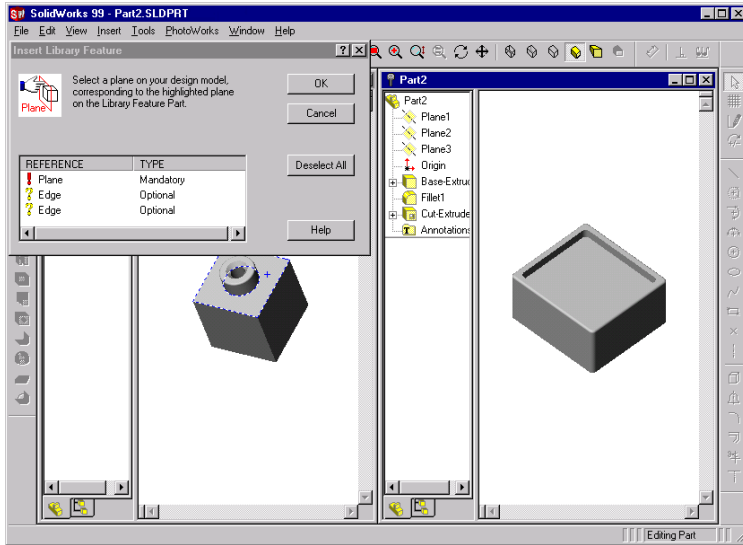 SolidWorks 99 - Part2.SLDPRT
File Edit View Insert Tools PhotoWorks Window Help
Insert Library Feature
Select a plane on your design model,
corresponding to the highlighted plane
on the Library Feature Part.
Plane
OK
Cancel
REFERENCE TYPE
Plane Mandatory
Edge Optional
Edge Optional
Deselect All
Help
Part2
Part2
Plane1
Plane2
Plane3
Origin
Base-Extru
Fillet1
Cut-Extrude
Annotations
Editing Part